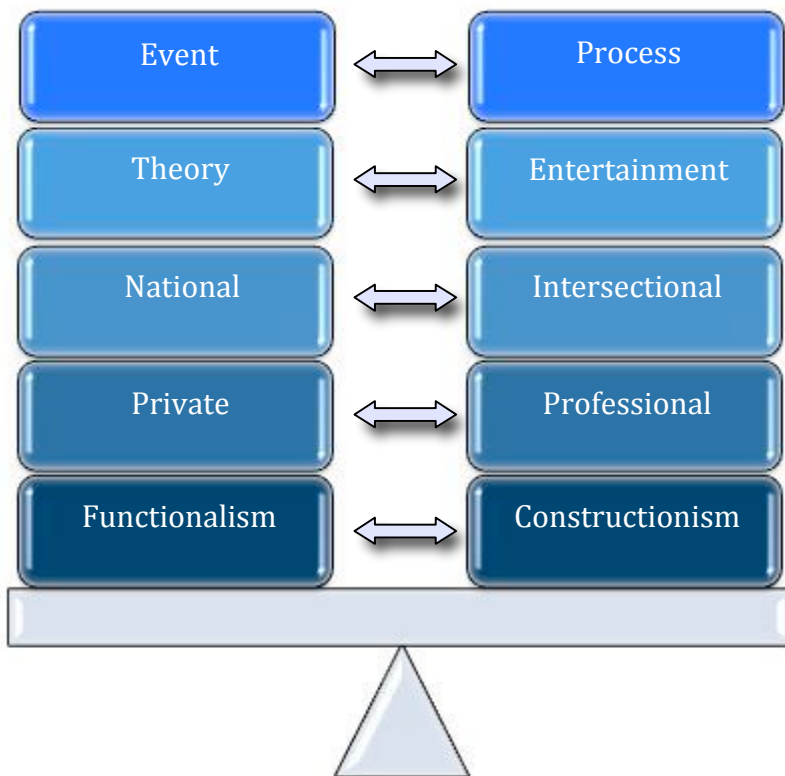 Event
Process
Theory
Entertainment
National
Intersectional
Private
Professional
Functionalism
Constructionism